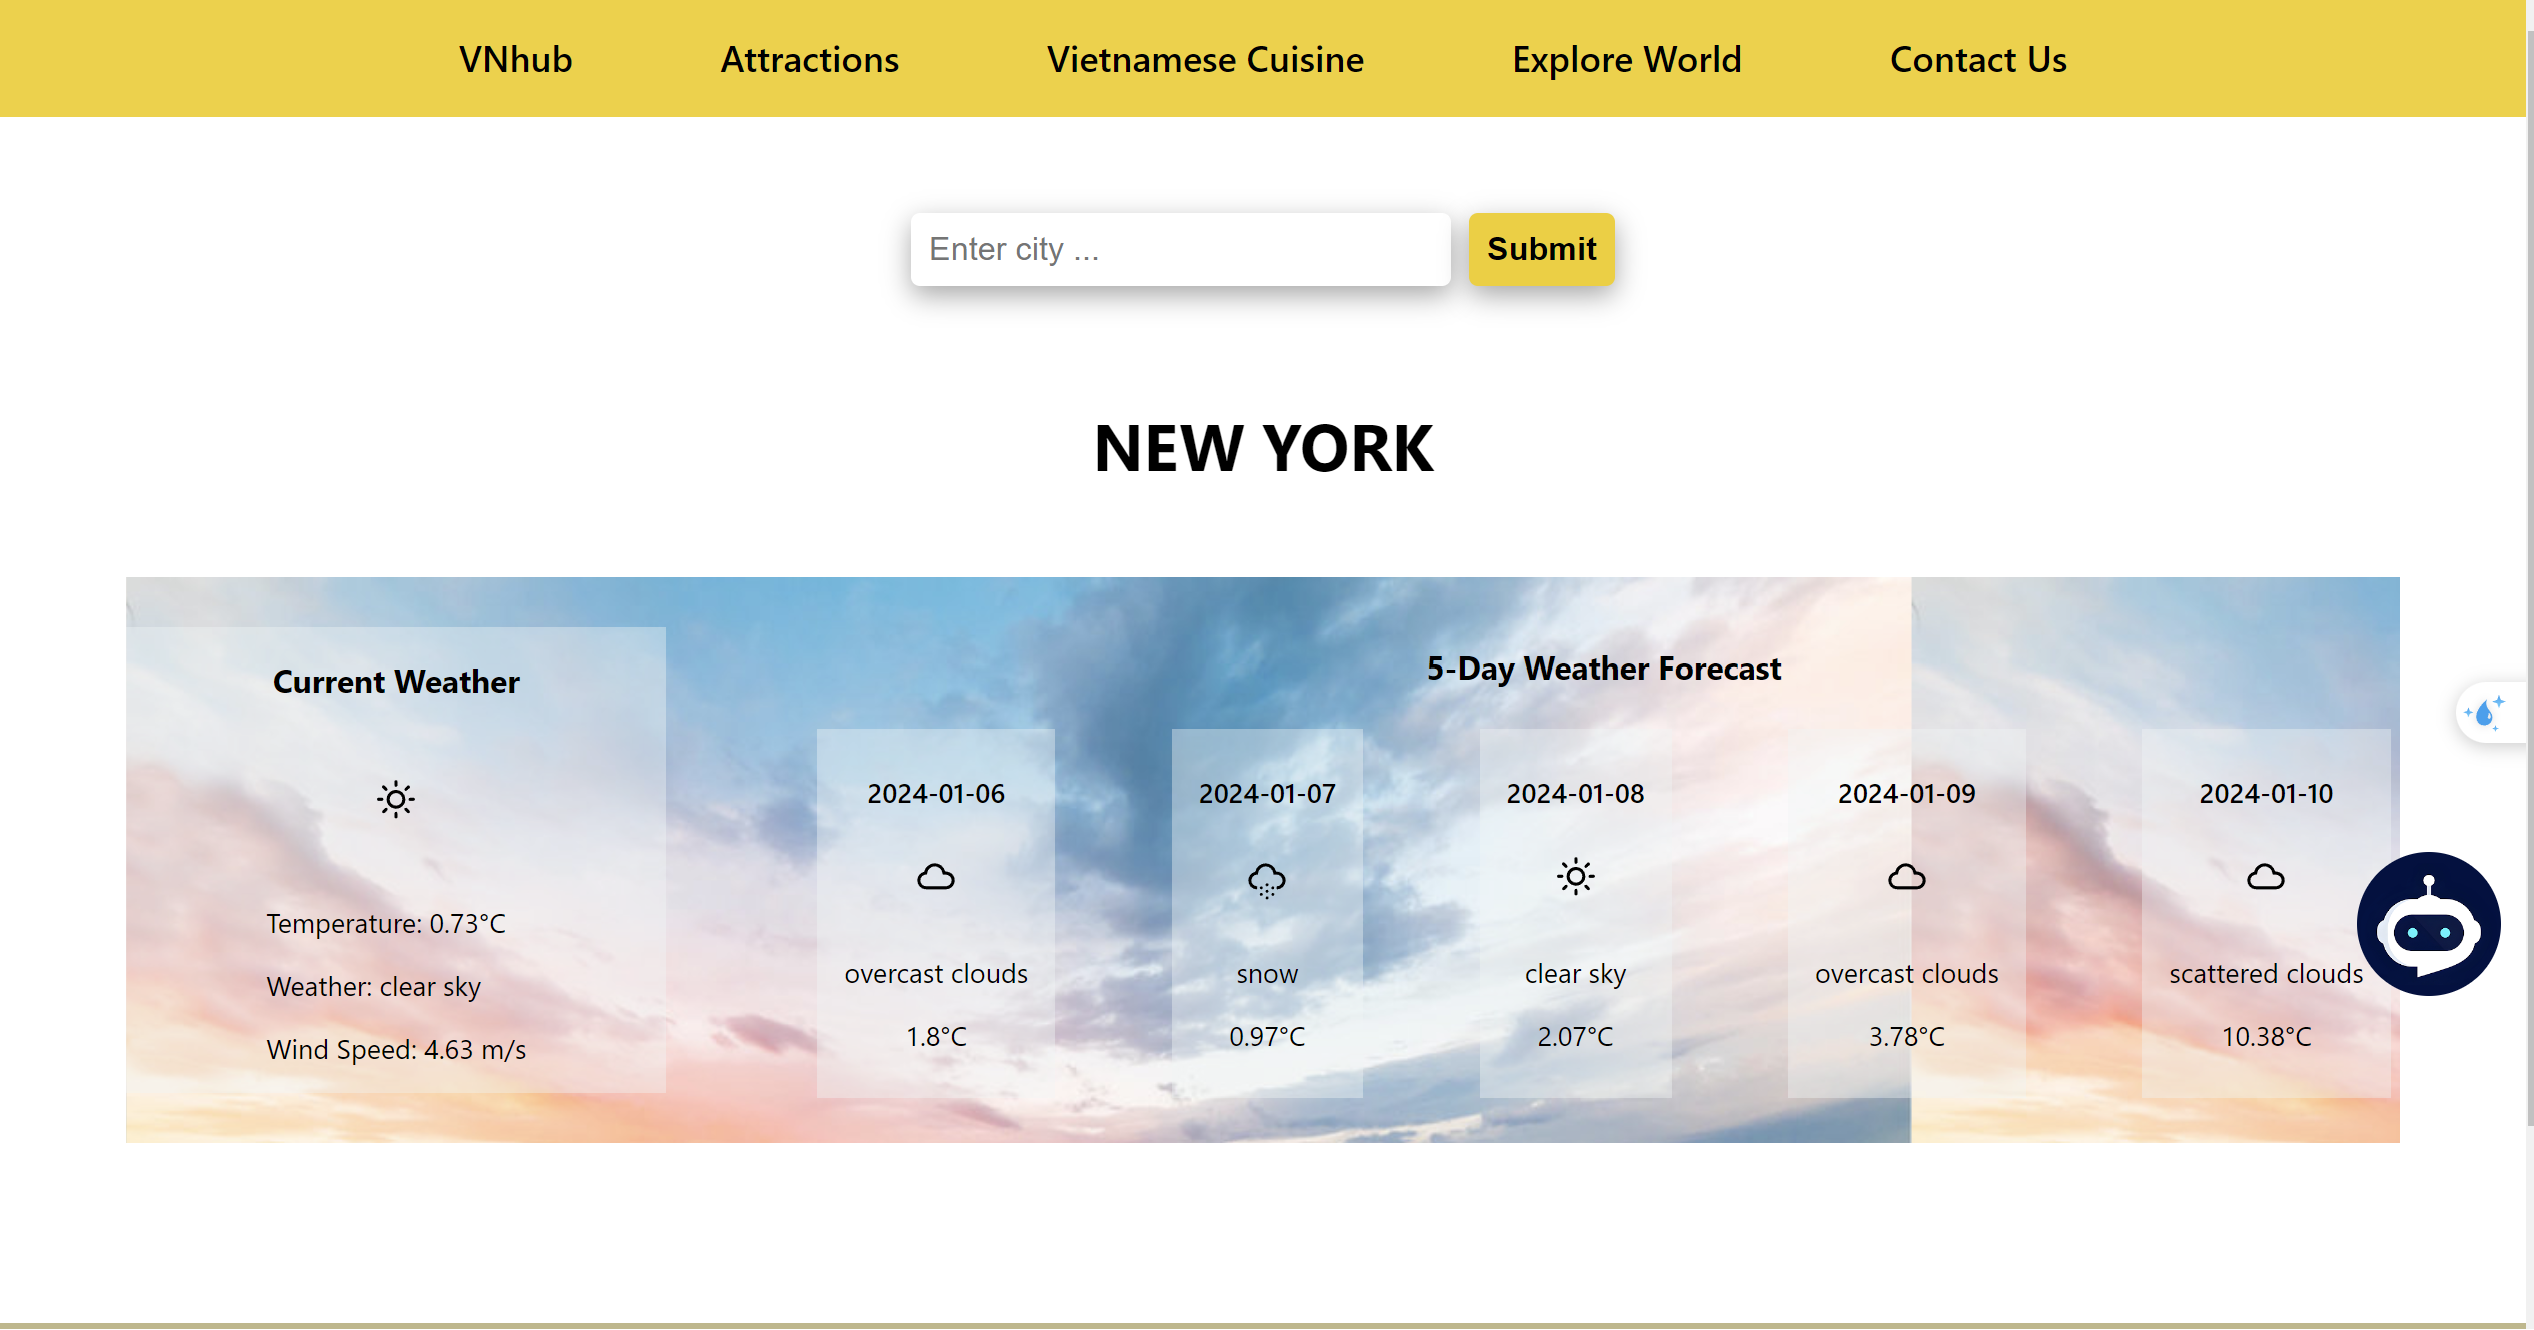 VNhub
Attractions
Vietnamese Cuisine
Explore World
Contact Us
Enter city ...
Submit
NEW YORK
Current Weather
Temperature: 0.73°C
Weather: clear sky
Wind Speed: 4.63 m/s
5-Day Weather Forecast
2024-01-06
overcast clouds
1.8°C
2024-01-07
snow
0.97°C
2024-01-08
clear sky
2.07°C
2024-01-09
overcast clouds
3.78°C
2024-01-10
scattered clouds
10.38°C